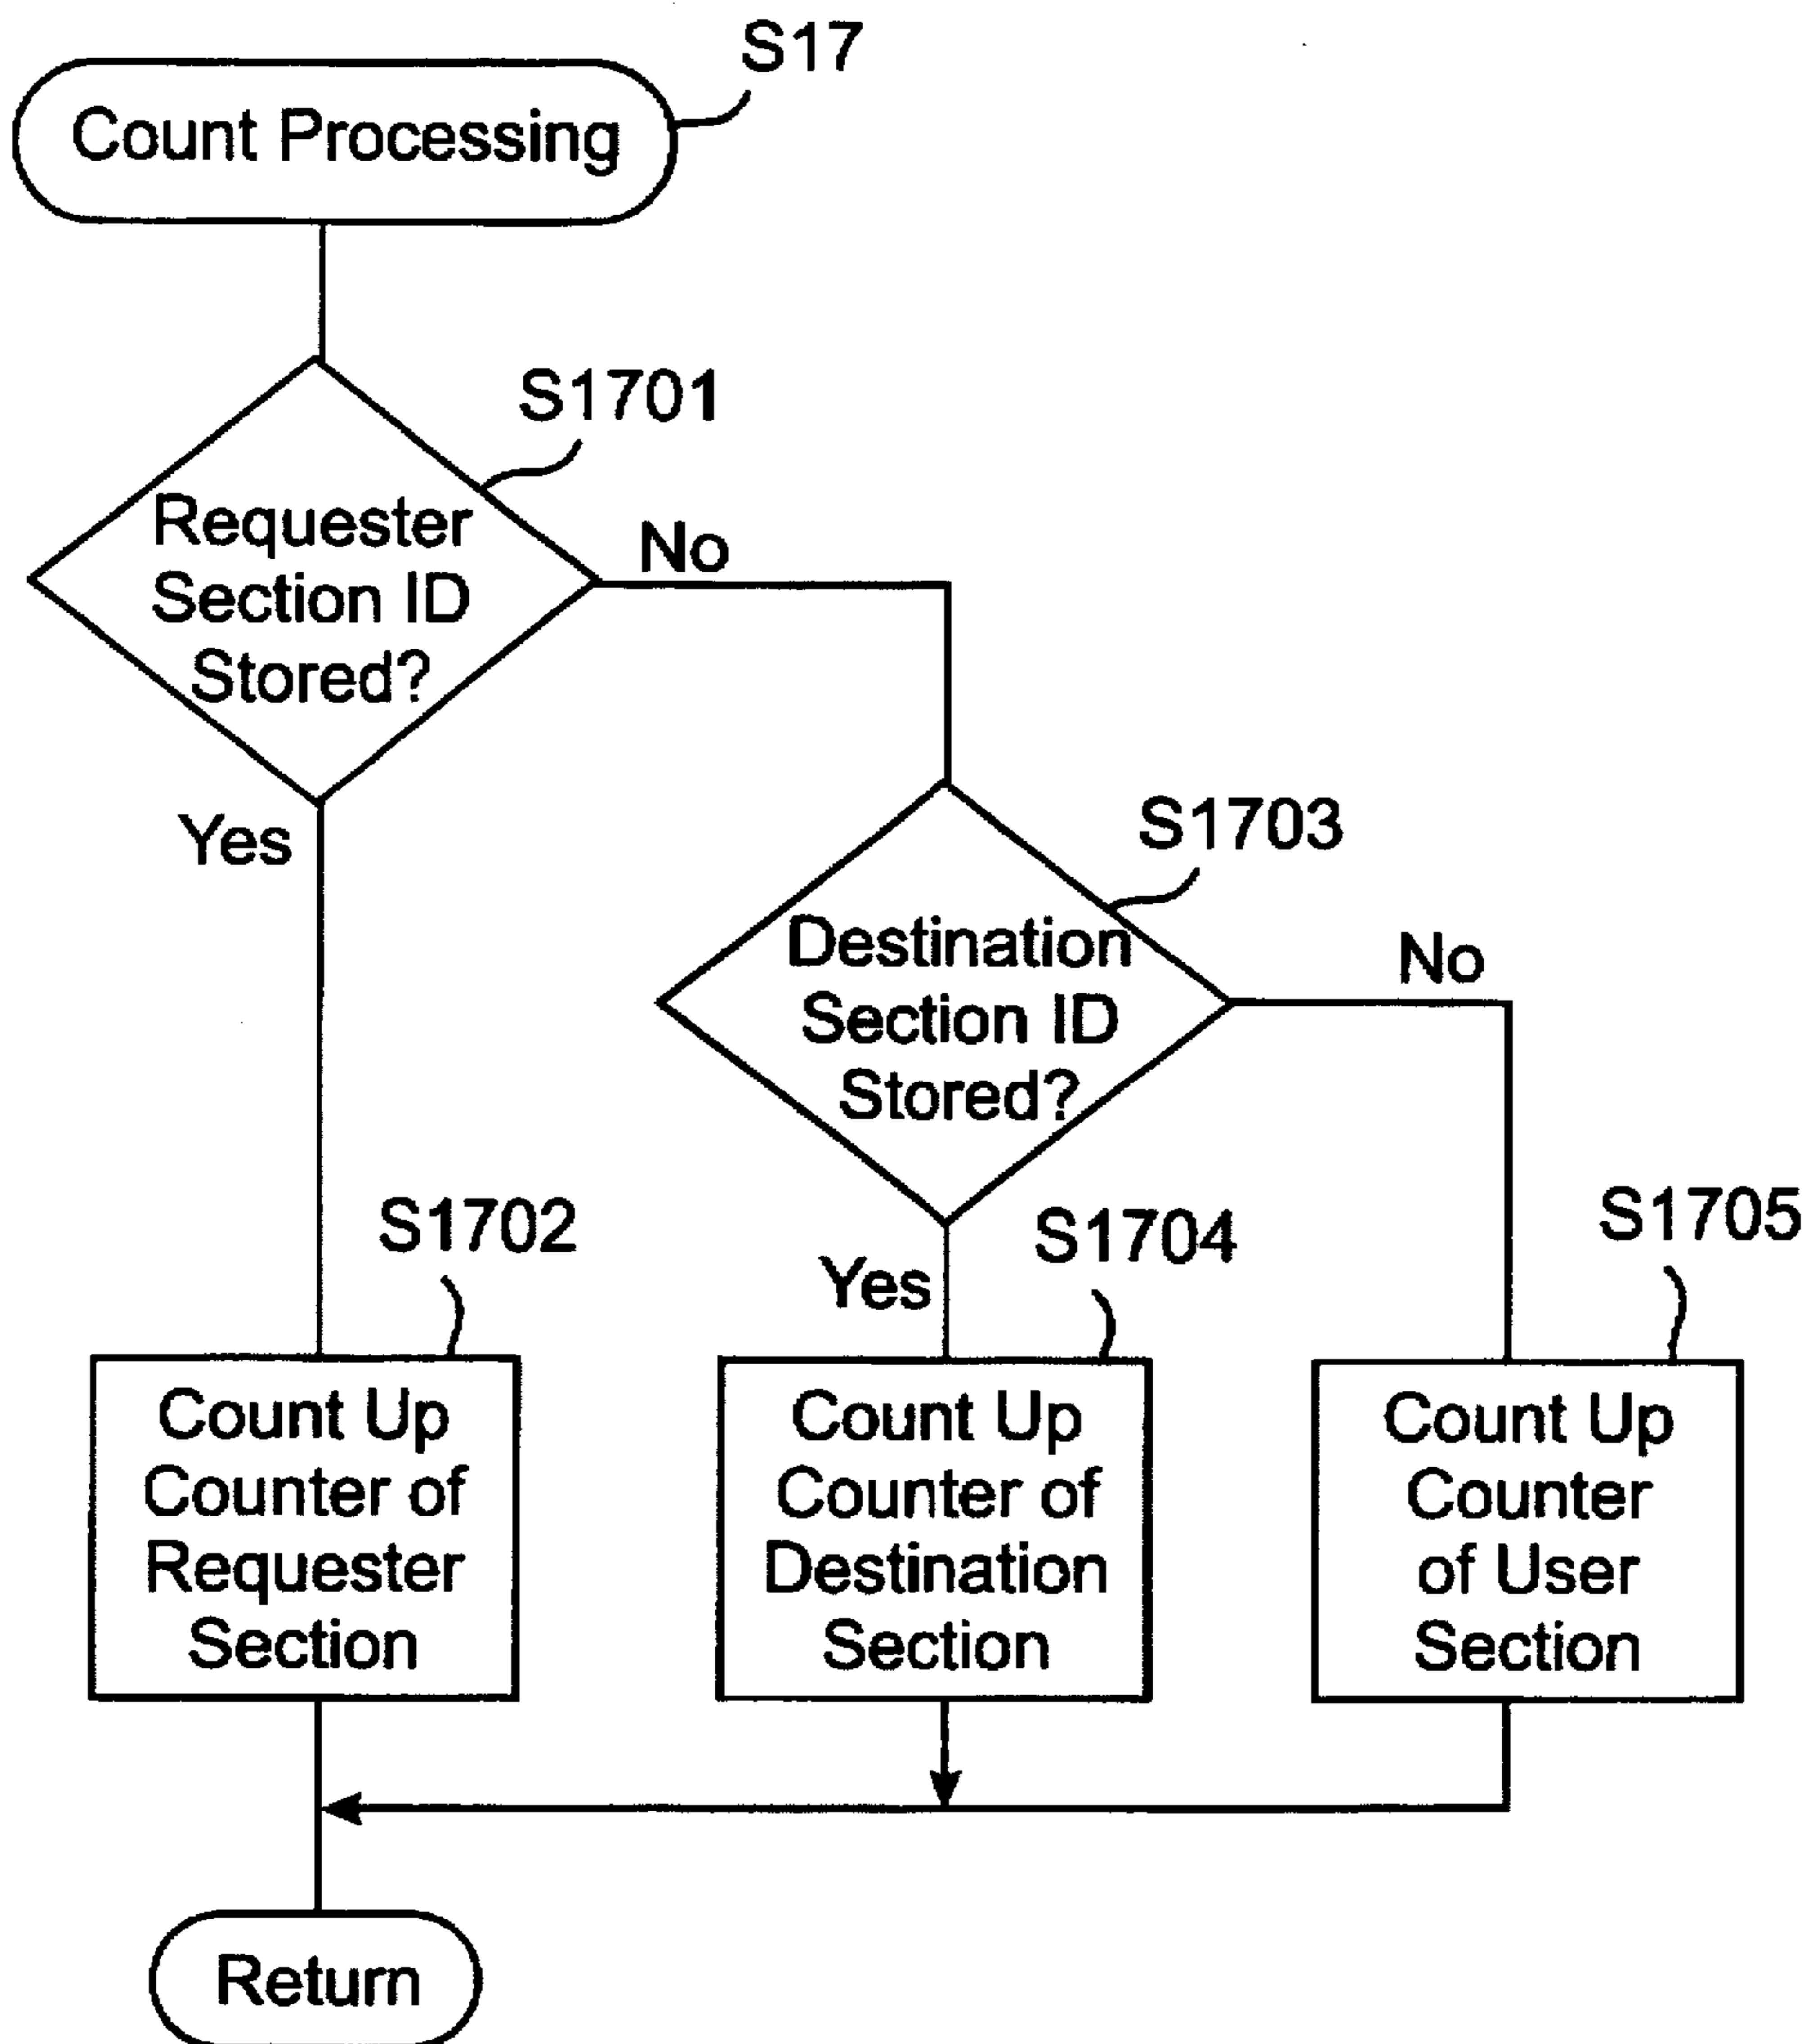 S17
Count Processing
S1701
Requester
Section ID
Stored?
No
Yes
S1703
Destination
Section ID
Stored?
No
Yes
S1702
Count Up
Counter of
Requester
Section
S1704
Count Up
Counter of
Destination
Section
S1705
Count Up
Counter
of User
Section
Return